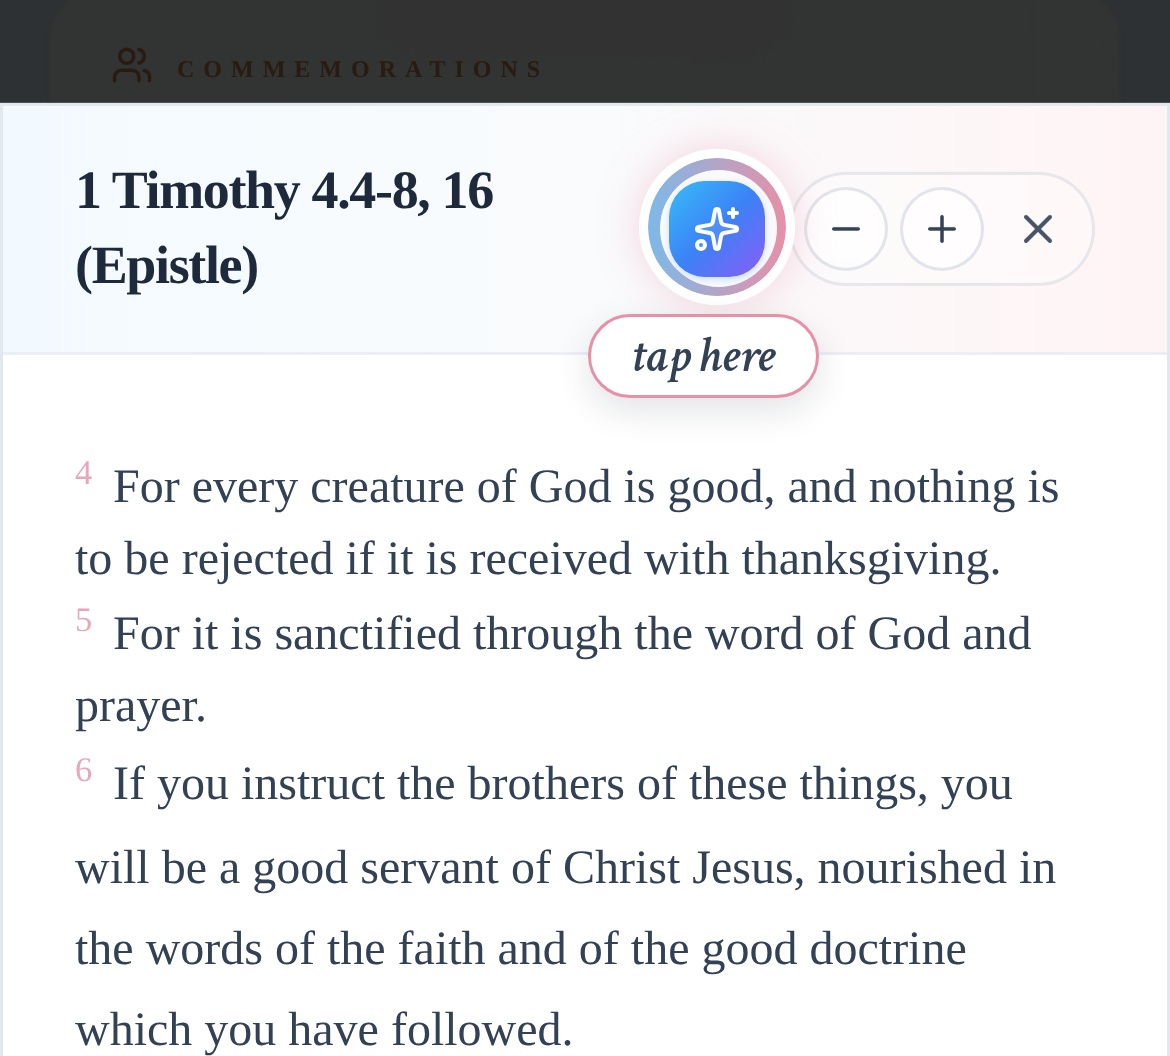 COMMEMORATIONS
1 Timothy 4.4-8, 16
(Epistle)
tap here
4 For every creature of God is good, and nothing is
to be rejected if it is received with thanksgiving.
5 For it is sanctified through the word of God and
prayer.
6 If you instruct the brothers of these things, you
will be a good servant of Christ Jesus, nourished in
the words of the faith and of the good doctrine
which you have followed.